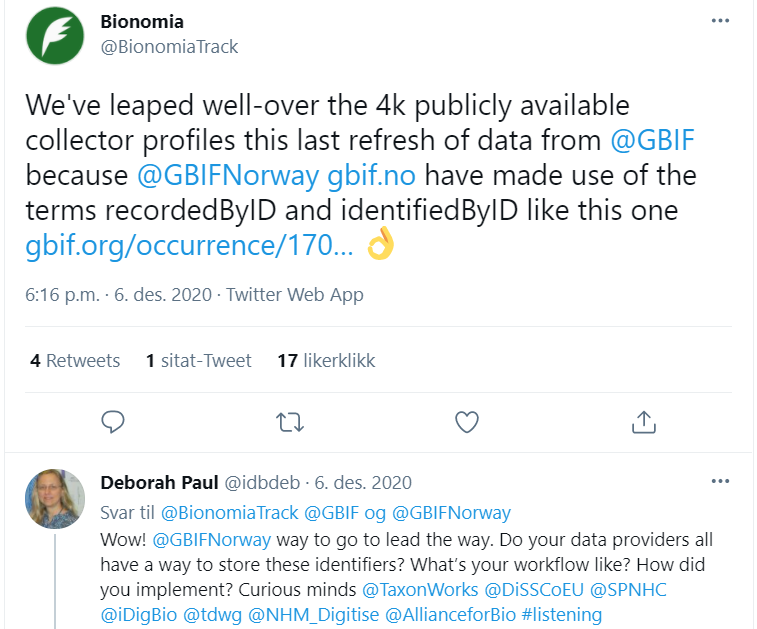 Bionomia
@BionomiaTrack
We've leaped well-over the 4k publicly available
collector profiles this last refresh of data from @GBIF
because @GBIFNorway gbif.no have made use of the
terms recordedByID and identifiedByID like this one
gbif.org/occurrence/170... 👌
6:16 p.m. · 6. des. 2020 · Twitter Web App
4 Retweets 1 sitat-Tweet 17 likerklikk
Deborah Paul @idbdeb · 6. des. 2020
Svar til @BionomiaTrack @GBIF og @GBIFNorway
Wow! @GBIFNorway way to go to lead the way. Do your data providers all
have a way to store these identifiers? What's your workflow like? How did
you implement? Curious minds @TaxonWorks @DiSSCoEU @SPNHC
@iDigBio @tdwg @NHM_Digitise @AllianceforBio #listening